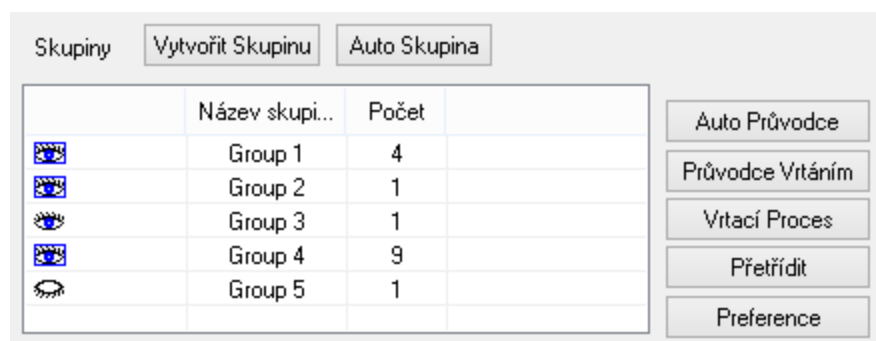 Skupiny Vytvořit Skupinu Auto Skupina
Název skupi... Počet
Group 1 4
Group 2 1
Group 3 1
Group 4 9
Group 5 1
Auto Průvodce
Průvodce Vrtáním
Vrtací Proces
Přetřídit
Preference